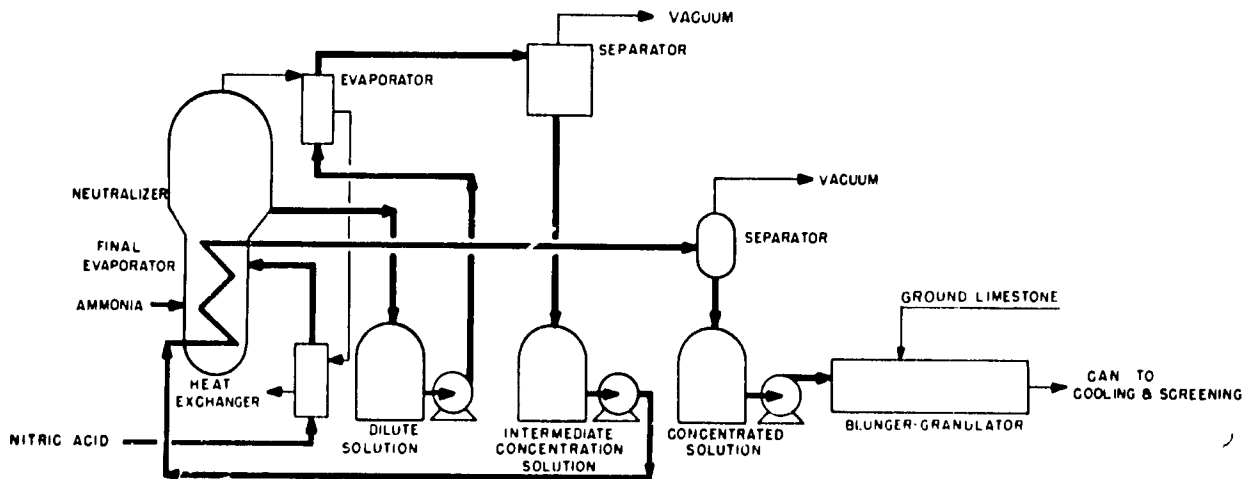 VACUUM
SEPARATOR
EVAPORATOR
NEUTRALIZER
VACUUM
SEPARATOR
FINAL
EVAPORATOR
AMMONIA
GROUND LIMESTONE
HEAT
EXCHANGER
CAN TO
COOLING & SCREENING
NITRIC ACID
DILUTE
SOLUTION
INTERMEDIATE
CONCENTRATION
SOLUTION
CONCENTRATED
SOLUTION
BLUNGER-GRANULATOR